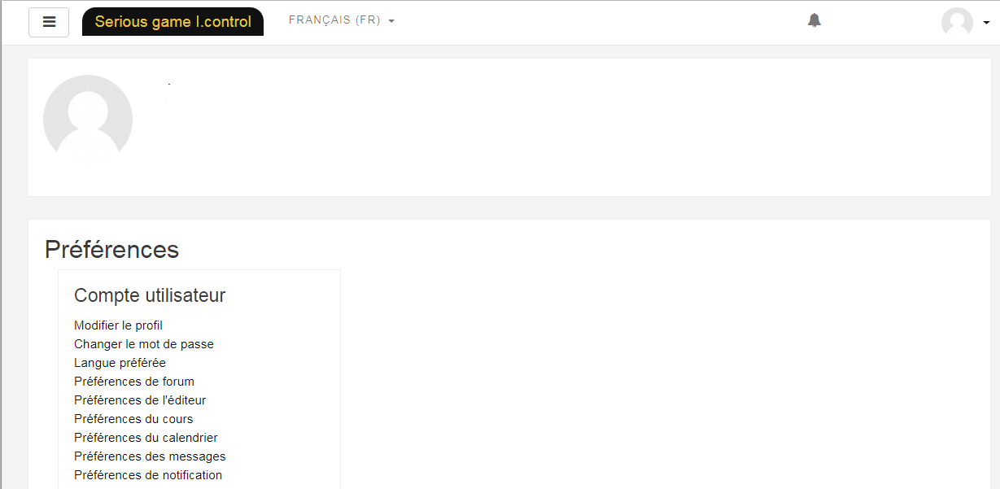 Serious game I.control
FRANÇAIS (FR)
Préférences
Compte utilisateur
Modifier le profil
Changer le mot de passe
Langue préférée
Préférences de forum
Préférences de l'éditeur
Préférences du cours
Préférences du calendrier
Préférences des messages
Préférences de notification